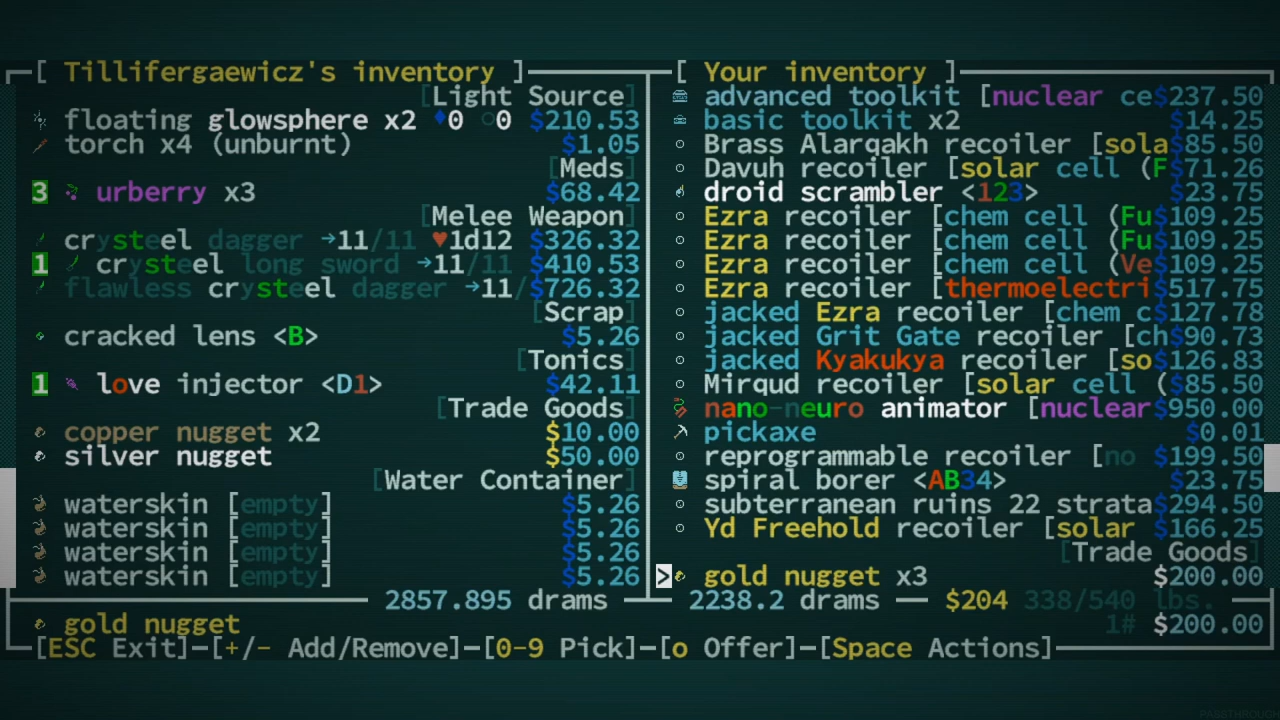 [ Tillifergaewicz's inventory ]
[Light Source]
floating glowsphere x2 ♦0 ○0 $210.53
torch x4 (unburnt) $1.05
[Meds]
3 urberry x3 $68.42
[Melee Weapon]
crysteel dagger →11/11 ♥1d12 $326.32
1 crysteel long sword →11/11 $410.53
flawless crysteel dagger →11/ $726.32
[Scrap]
cracked lens <B> $5.26
[Tonics]
1 love injector <D1> $42.11
[Trade Goods]
copper nugget x2 $10.00
silver nugget $50.00
[Water Container]
waterskin [empty] $5.26
waterskin [empty] $5.26
waterskin [empty] $5.26
waterskin [empty] $5.26
2857.895 drams
[ Your inventory ]
advanced toolkit [nuclear ce$237.50
basic toolkit x2 $14.25
Brass Alarqakh recoiler [sola$85.50
Davuh recoiler [solar cell (F$71.26
droid scrambler <123> $23.75
Ezra recoiler [chem cell (Fu$109.25
Ezra recoiler [chem cell (Fu$109.25
Ezra recoiler [chem cell (Ve$109.25
Ezra recoiler [thermoelectri$517.75
jacked Ezra recoiler [chem c$127.78
jacked Grit Gate recoiler [ch$90.73
jacked Kyakukya recoiler [so$126.83
Mirqud recoiler [solar cell ($85.50
nano-neuro animator [nuclear$950.00
pickaxe $0.01
reprogrammable recoiler [no $199.50
spiral borer <AB34> $23.75
subterranean ruins 22 strata$294.50
Yd Freehold recoiler [solar $166.25
[Trade Goods]
> gold nugget x3 $200.00
2238.2 drams $204 338/540 lbs.
gold nugget 1# $200.00
[ESC Exit]-[+/- Add/Remove]-[0-9 Pick]-[o Offer]-[Space Actions]